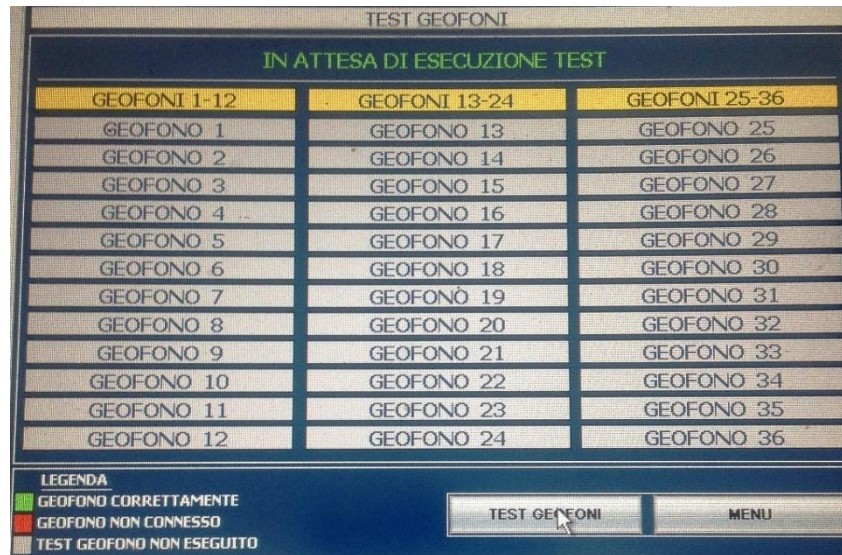 TEST GEOFONI
IN ATTESA DI ESECUZIONE TEST
GEOFONI 1-12 GEOFONI 13-24 GEOFONI 25-36
GEOFONO 1 GEOFONO 13 GEOFONO 25
GEOFONO 2 GEOFONO 14 GEOFONO 26
GEOFONO 3 GEOFONO 15 GEOFONO 27
GEOFONO 4 GEOFONO 16 GEOFONO 28
GEOFONO 5 GEOFONO 17 GEOFONO 29
GEOFONO 6 GEOFONO 18 GEOFONO 30
GEOFONO 7 GEOFONO 19 GEOFONO 31
GEOFONO 8 GEOFONO 20 GEOFONO 32
GEOFONO 9 GEOFONO 21 GEOFONO 33
GEOFONO 10 GEOFONO 22 GEOFONO 34
GEOFONO 11 GEOFONO 23 GEOFONO 35
GEOFONO 12 GEOFONO 24 GEOFONO 36
LEGENDA
GEOFONO CORRETTAMENTE
GEOFONO NON CONNESSO
TEST GEOFONO NON ESEGUITO
TEST GEOFONI MENU